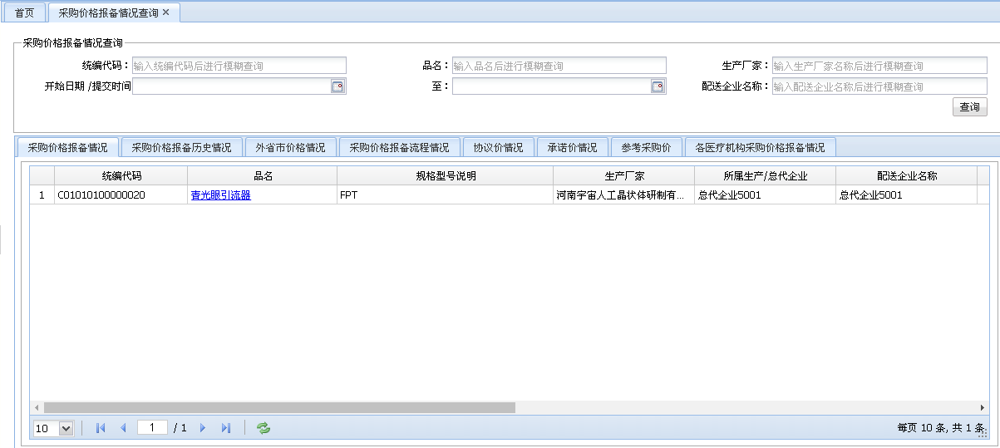 首页 采购价格报备情况查询
采购价格报备情况查询
统编代码： 输入统编代码后进行模糊查询 品名： 输入品名后进行模糊查询 生产厂家： 输入生产厂家名称后进行模糊查询
开始日期 /提交时间 至： 配送企业名称： 输入配送企业名称后进行模糊查询
查询
采购价格报备情况 采购价格报备历史情况 外省市价格情况 采购价格报备流程情况 协议价情况 承诺价情况 参考采购价 各医疗机构采购价格报备情况
统编代码 品名 规格型号说明 生产厂家 所属生产/总代企业 配送企业名称
1 C01010100000020 青光眼引流器 FPT 河南宇宙人工晶状体研制有... 总代企业5001 总代企业5001
10 1 / 1 每页 10 条, 共 1 条